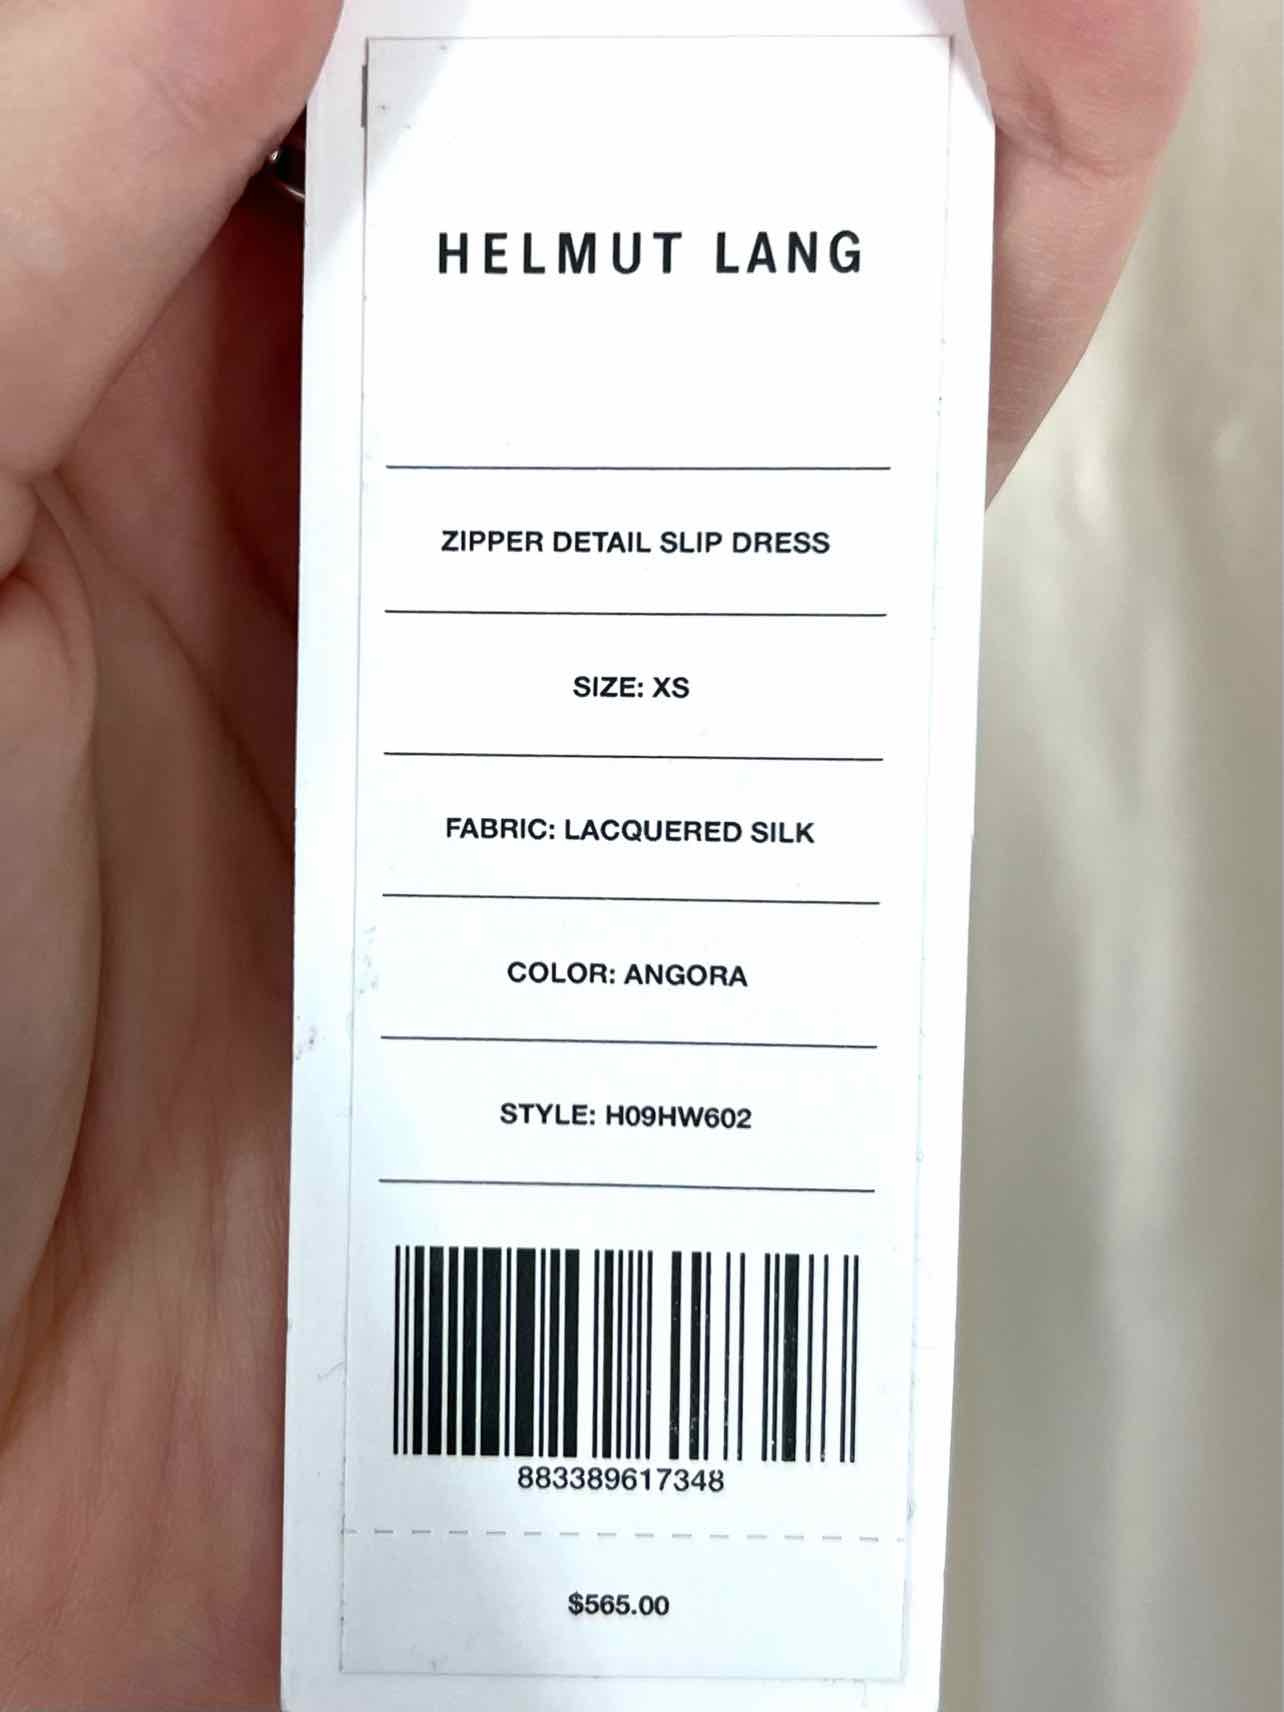 HELMUT LANG
ZIPPER DETAIL SLIP DRESS
SIZE: XS
FABRIC: LACQUERED SILK
COLOR: ANGORA
STYLE: H09HW602
883389617348
$565.00